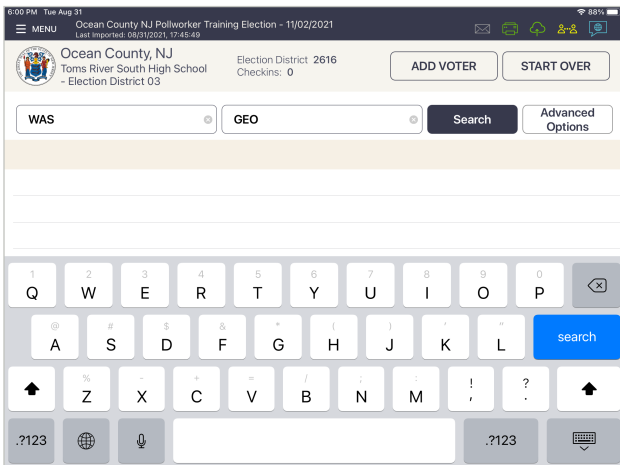 6:00 PM Tue Aug 31
88%
MENU
Ocean County NJ Pollworker Training Election - 11/02/2021
Last Imported: 08/31/2021, 17:45:49
Ocean County, NJ
Toms River South High School
- Election District 03
Election District 2616
Checkins: 0
ADD VOTER
START OVER
WAS
GEO
Search
Advanced
Options
1 2 3 4 5 6 7 8 9 0
Q W E R T Y U I O P
@ # $ & * ( ) ' "
A S D F G H J K L
search
% - + = / ; : ! ?
Z X C V B N M , .
.?123
.?123